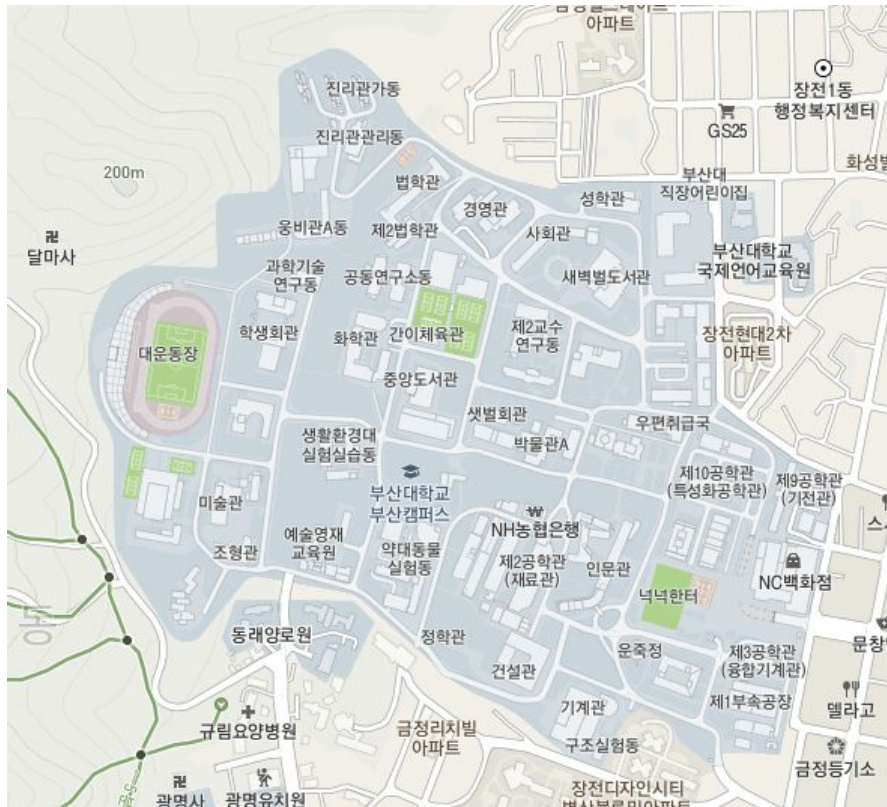 아파트
진리관가동
장전1동
행정복지센터
GS25
진리관관리동
200m
법학관
부산대
직장어린이집
성학관
경영관
웅비관A동
제2법학관
사회관
달마사
부산대학교
국제언어교육원
과학기술
연구동
공동연구소동
새벽벌도서관
학생회관
화학관
간이체육관
제2교수
연구동
장전현대2차
아파트
대운동장
중앙도서관
샛벌회관
우편취급국
생활환경대
실험실습동
박물관A
제10공학관
(특성화공학관)
제9공학관
(기전관)
부산대학교
부산캠퍼스
미술관
NH농협은행
예술영재
교육원
약대동물
실험동
제2공학관
(재료관)
인문관
조형관
NC백화점
넉넉한터
동
동래양로원
정학관
운죽정
제3공학관
(융합기계관)
건설관
제1부속공장
델라고
규림요양병원
금정리치빌
아파트
기계관
구조실험동
금정등기소
장전디자인시티
광명사
광명유치원